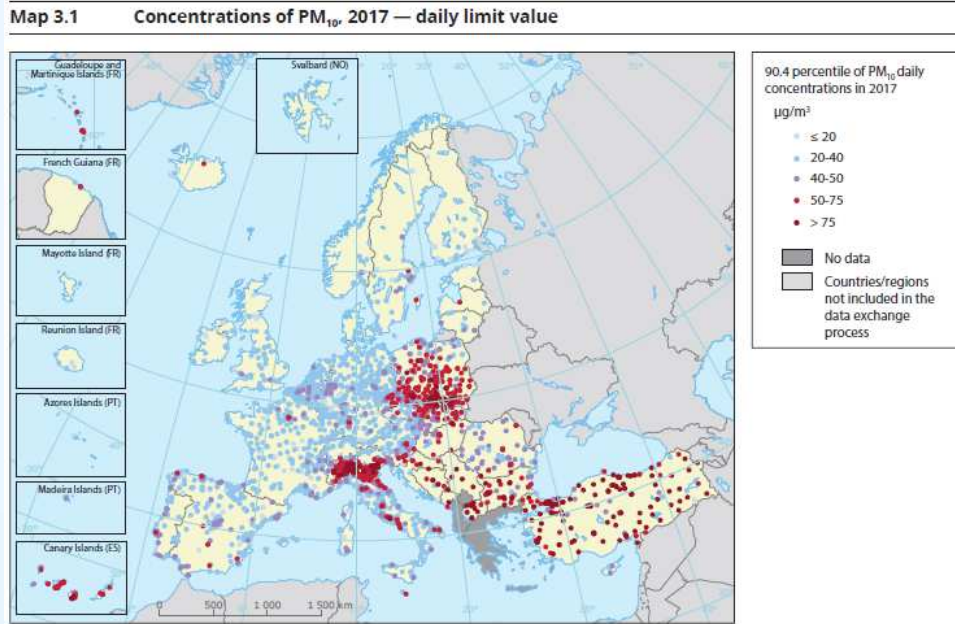 Map 3.1 Concentrations of PM₁₀, 2017 — daily limit value
Guadeloupe and
Martinique Islands (FR)
Svalbard (NO)
French Guiana (FR)
Mayotte Island (FR)
Reunion Island (FR)
Azores Islands (PT)
Madeira Islands (PT)
Canary Islands (ES)
0 500 1 000 1 500 km
90.4 percentile of PM₁₀ daily
concentrations in 2017
µg/m³
≤ 20
20-40
40-50
50-75
> 75
No data
Countries/regions
not included in the
data exchange
process